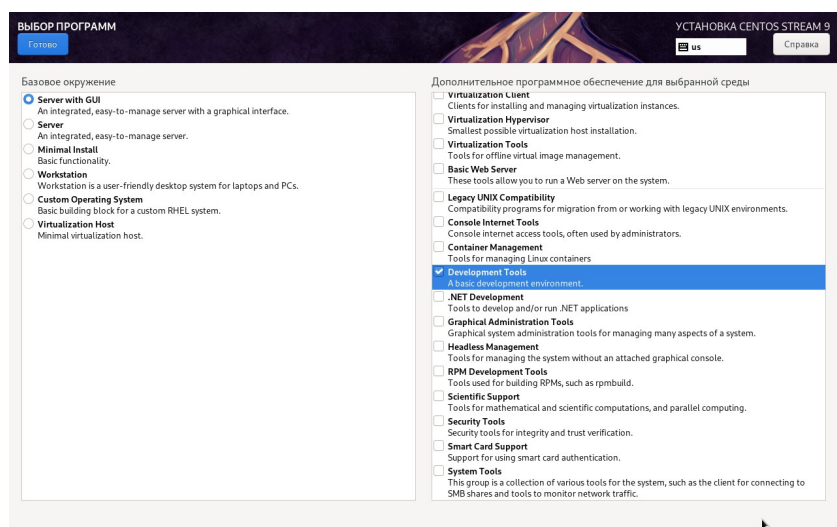 ВЫБОР ПРОГРАММ
Готово
УСТАНОВКА CENTOS STREAM 9
us
Справка
Базовое окружение
Server with GUI
An integrated, easy-to-manage server with a graphical interface.
Server
An integrated, easy-to-manage server.
Minimal Install
Basic functionality.
Workstation
Workstation is a user-friendly desktop system for laptops and PCs.
Custom Operating System
Basic building block for a custom RHEL system.
Virtualization Host
Minimal virtualization host.
Дополнительное программное обеспечение для выбранной среды
Virtualization Client
Clients for installing and managing virtualization instances.
Virtualization Hypervisor
Smallest possible virtualization host installation.
Virtualization Tools
Tools for offline virtual image management.
Basic Web Server
These tools allow you to run a Web server on the system.
Legacy UNIX Compatibility
Compatibility programs for migration from or working with legacy UNIX environments.
Console Internet Tools
Console internet access tools, often used by administrators.
Container Management
Tools for managing Linux containers
Development Tools
A basic development environment.
.NET Development
Tools to develop and/or run .NET applications
Graphical Administration Tools
Graphical system administration tools for managing many aspects of a system.
Headless Management
Tools for managing the system without an attached graphical console.
RPM Development Tools
Tools used for building RPMs, such as rpmbuild.
Scientific Support
Tools for mathematical and scientific computations, and parallel computing.
Security Tools
Security tools for integrity and trust verification.
Smart Card Support
Support for using smart card authentication.
System Tools
This group is a collection of various tools for the system, such as the client for connecting to
SMB shares and tools to monitor network traffic.